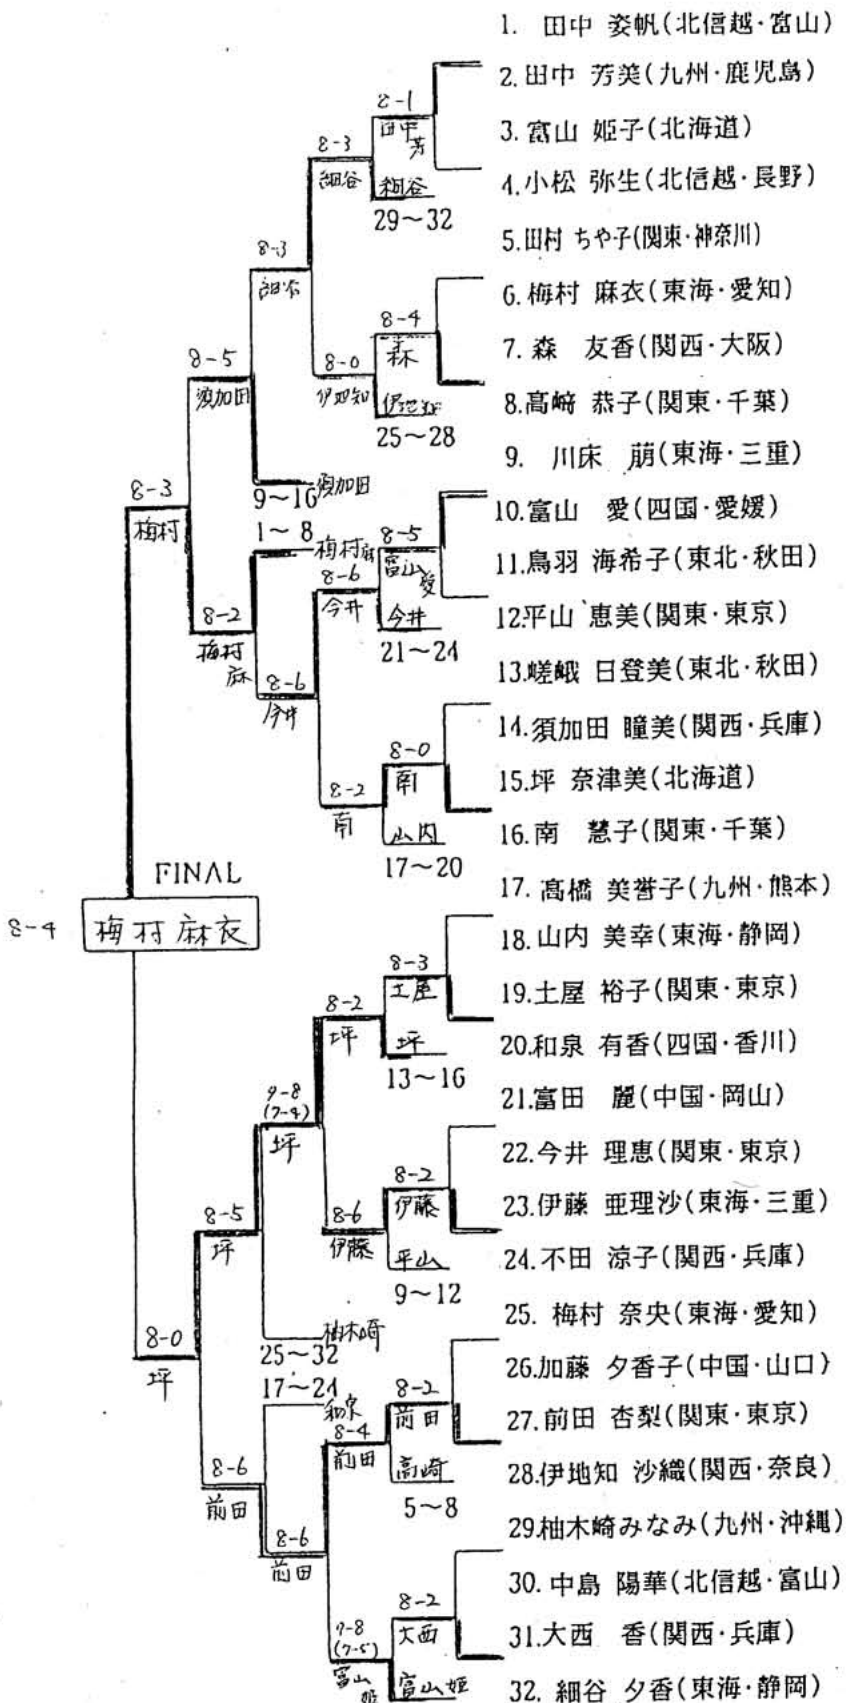 1. 田中 姿帆(北信越・富山)
2. 田中 芳美(九州・鹿児島)
8-1
田中芳
3. 富山 姫子(北海道)
8-3
細谷
細谷
4. 小松 弥生(北信越・長野)
29~32
5. 田村 ちや子(関東・神奈川)
8-3
細谷
6. 梅村 麻衣(東海・愛知)
8-4
森
7. 森 友香(関西・大阪)
8-5
須加田
8-0
伊地知
伊地知
8. 高﨑 恭子(関東・千葉)
25~28
9. 川床 萠(東海・三重)
8-3
梅村
9~16
須加田
10. 富山 愛(四国・愛媛)
1~8
梅村麻
8-5
富山愛
11. 鳥羽 海希子(東北・秋田)
8-6
今井
今井
12. 平山 恵美(関東・東京)
8-2
梅村麻
21~24
13. 嵯峨 日登美(東北・秋田)
8-6
今井
14. 須加田 瞳美(関西・兵庫)
8-0
南
15. 坪 奈津美(北海道)
8-2
南
山内
16. 南 慧子(関東・千葉)
17~20
FINAL
17. 髙橋 美誉子(九州・熊本)
8-4
梅村麻衣
18. 山内 美幸(東海・静岡)
8-3
土屋
19. 土屋 裕子(関東・東京)
8-2
坪
坪
20. 和泉 有香(四国・香川)
13~16
21. 富田 麗(中国・岡山)
9-8
(7-4)
坪
22. 今井 理恵(関東・東京)
8-2
伊藤
23. 伊藤 亜理沙(東海・三重)
8-5
坪
8-6
伊藤
平山
24. 不田 涼子(関西・兵庫)
9~12
25. 梅村 奈央(東海・愛知)
8-0
坪
柚木崎
25~32
26. 加藤 夕香子(中国・山口)
17~24
和泉
8-2
前田
27. 前田 杏梨(関東・東京)
8-4
前田
高崎
28. 伊地知 沙織(関西・奈良)
8-6
前田
5~8
29. 柚木崎みなみ(九州・沖縄)
8-6
前田
30. 中島 陽華(北信越・富山)
8-2
大西
31. 大西 香(関西・兵庫)
9-8
(7-5)
富山姫
富山姫
32. 細谷 夕香(東海・静岡)